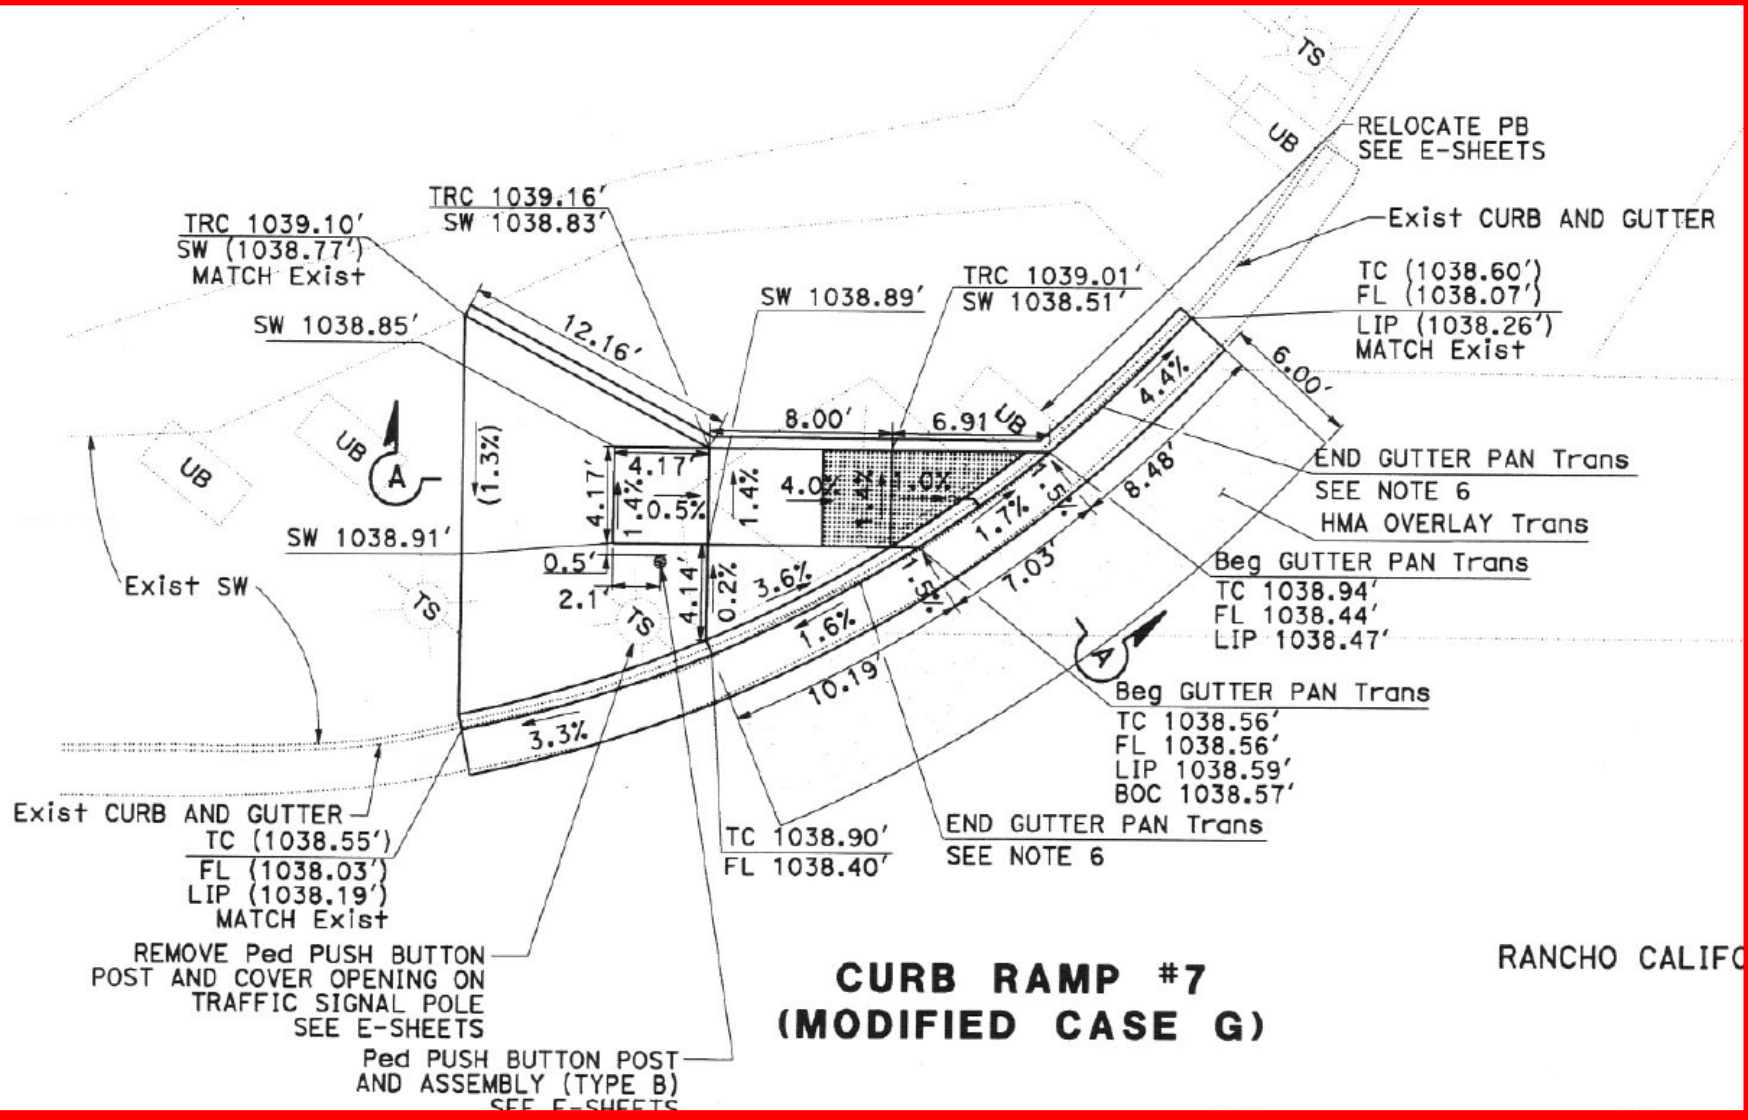 TS
UB
RELOCATE PB
SEE E-SHEETS
TRC 1039.16'
SW 1038.83'
TRC 1039.10'
SW (1038.77')
MATCH Exist
Exist CURB AND GUTTER
TRC 1039.01'
SW 1038.51'
TC (1038.60')
FL (1038.07')
LIP (1038.26')
MATCH Exist
SW 1038.89'
SW 1038.85'
12.16'
6.00'
4.4%
8.00'
6.91
UB
UB
UB
A
(1.3%)
4.17'
4.17'
1.4%
0.5%
1.4%
4.0%
1.4%
1.0%
1.5%
1.7%
8.48'
END GUTTER PAN Trans
SEE NOTE 6
HMA OVERLAY Trans
SW 1038.91'
Exist SW
0.5'
2.1'
TS
TS
4.14'
0.2%
3.6%
1.6%
1.5%
7.03'
10.19'
3.3%
A
Beg GUTTER PAN Trans
TC 1038.94'
FL 1038.44'
LIP 1038.47'
Beg GUTTER PAN Trans
TC 1038.56'
FL 1038.56'
LIP 1038.59'
BOC 1038.57'
Exist CURB AND GUTTER
TC (1038.55')
FL (1038.03')
LIP (1038.19')
MATCH Exist
TC 1038.90'
FL 1038.40'
END GUTTER PAN Trans
SEE NOTE 6
REMOVE Ped PUSH BUTTON
POST AND COVER OPENING ON
TRAFFIC SIGNAL POLE
SEE E-SHEETS
Ped PUSH BUTTON POST
AND ASSEMBLY (TYPE B)
SEE E-SHEETS
CURB RAMP #7
(MODIFIED CASE G)
RANCHO CALIFO